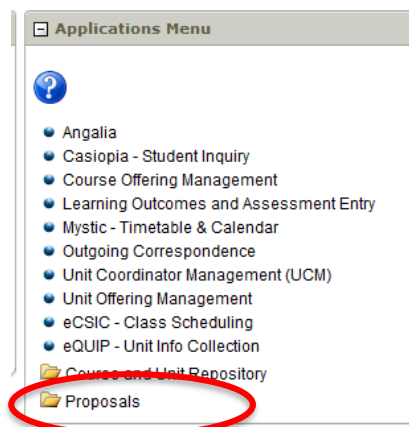 Applications Menu
Angalia
Casiopia - Student Inquiry
Course Offering Management
Learning Outcomes and Assessment Entry
Mystic - Timetable & Calendar
Outgoing Correspondence
Unit Coordinator Management (UCM)
Unit Offering Management
eCSIC - Class Scheduling
eQUIP - Unit Info Collection
Course and Unit Repository
Proposals